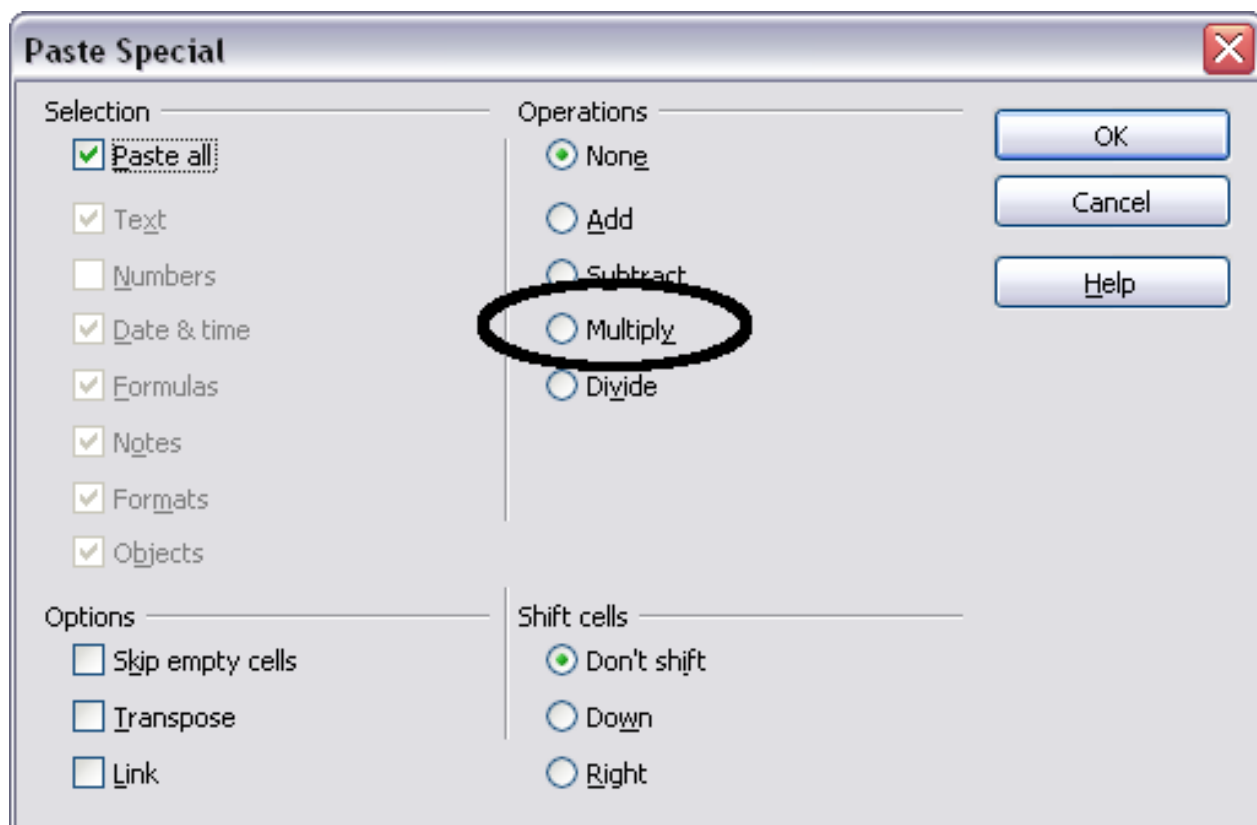 Paste Special
Selection
Paste all
Text
Numbers
Date & time
Formulas
Notes
Formats
Objects
Operations
None
Add
Subtract
Multiply
Divide
OK
Cancel
Help
Options
Skip empty cells
Transpose
Link
Shift cells
Don't shift
Down
Right